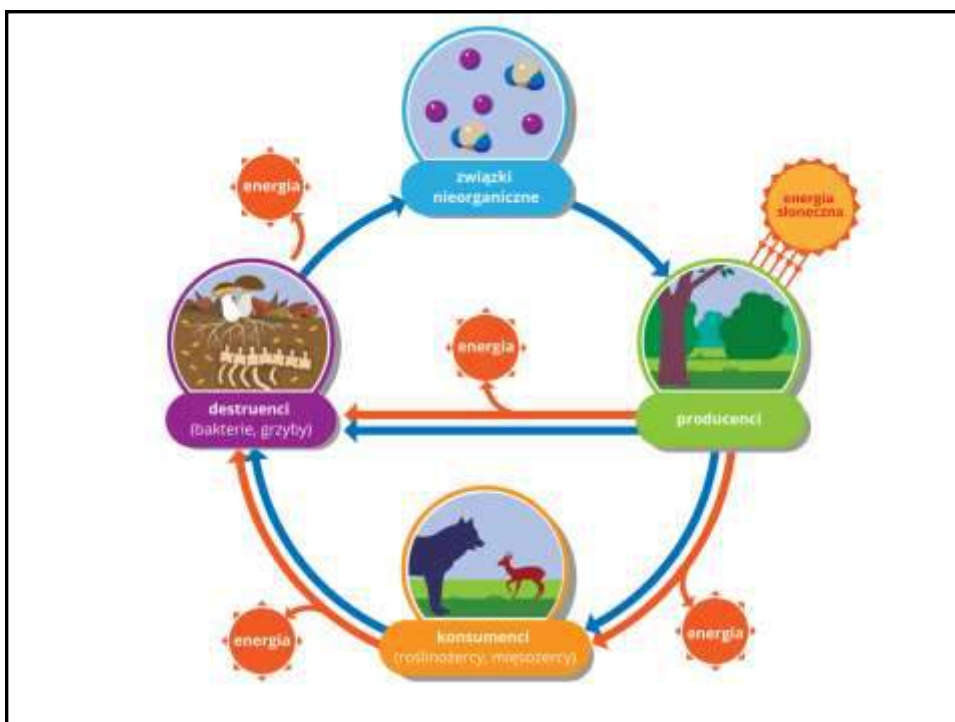 związki
nieorganiczne
energia
energia
słoneczna
energia
destruenci
(bakterie, grzyby)
producenci
energia
konsumenci
(roślinożercy, mięsożercy)
energia